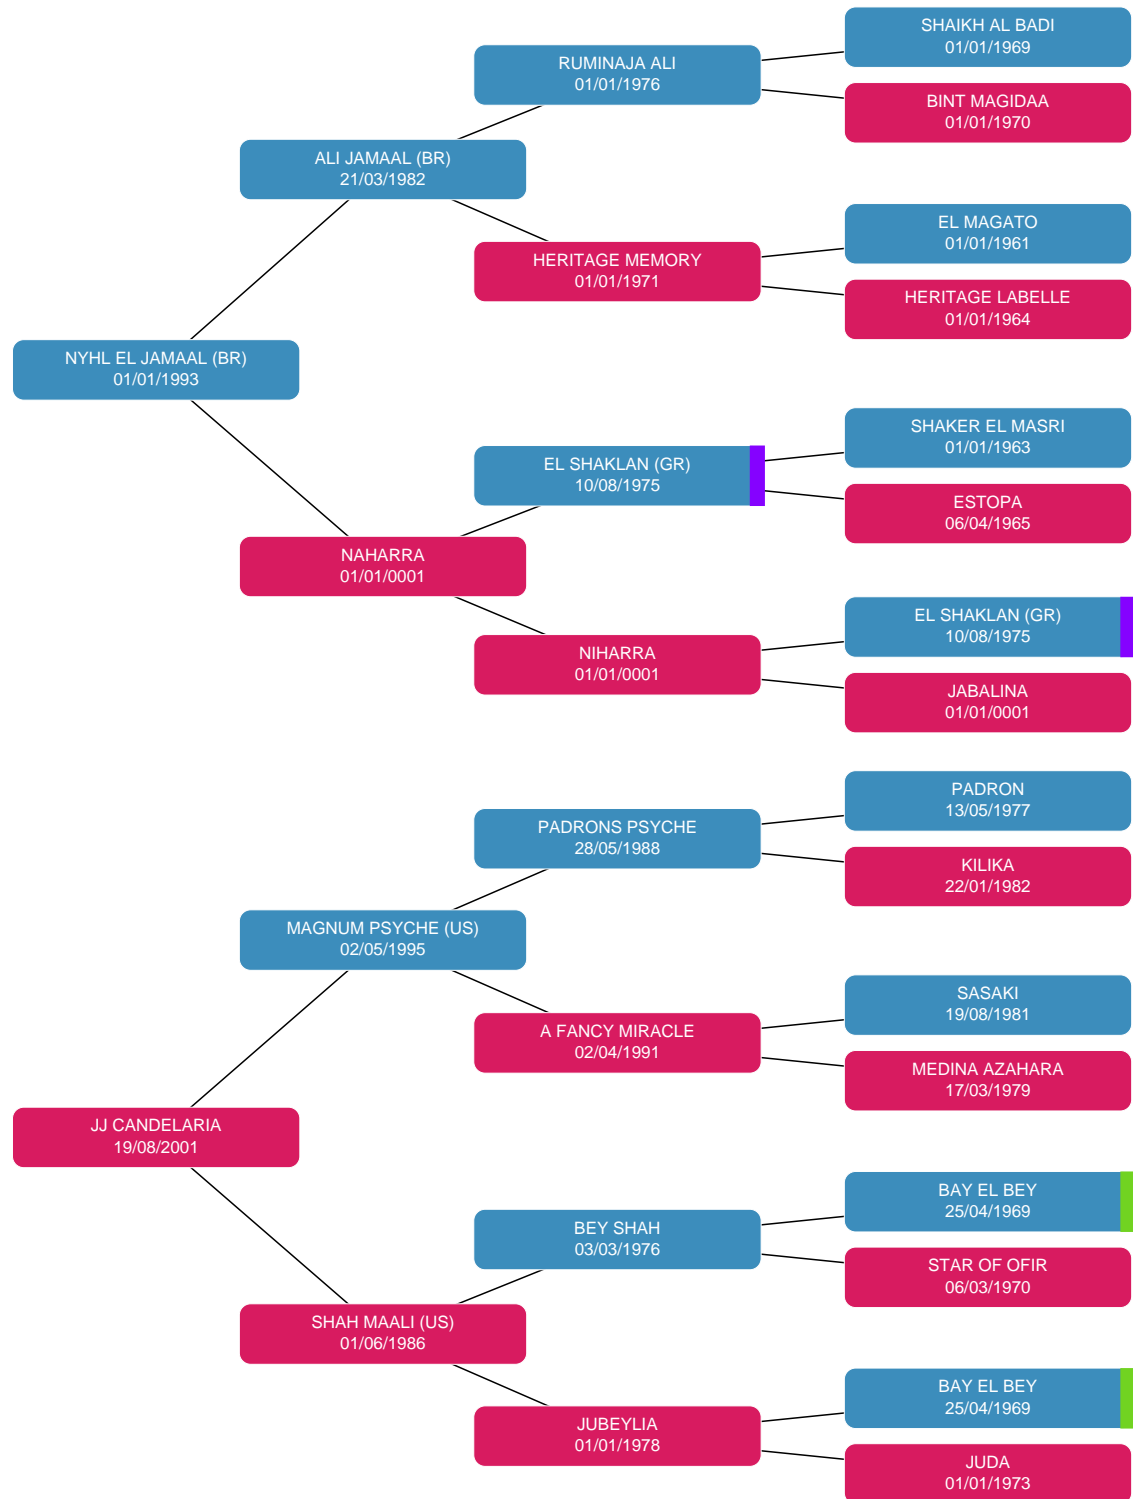 SHAIKH AL BADI
01/01/1969
RUMINAJA ALI
01/01/1976
BINT MAGIDAA
01/01/1970
ALI JAMAAL (BR)
21/03/1982
EL MAGATO
01/01/1961
HERITAGE MEMORY
01/01/1971
HERITAGE LABELLE
01/01/1964
NYHL EL JAMAAL (BR)
01/01/1993
SHAKER EL MASRI
01/01/1963
EL SHAKLAN (GR)
10/08/1975
ESTOPA
06/04/1965
NAHARRA
01/01/0001
EL SHAKLAN (GR)
10/08/1975
NIHARRA
01/01/0001
JABALINA
01/01/0001
PADRON
13/05/1977
PADRONS PSYCHE
28/05/1988
KILIKA
22/01/1982
MAGNUM PSYCHE (US)
02/05/1995
SASAKI
19/08/1981
A FANCY MIRACLE
02/04/1991
MEDINA AZAHARA
17/03/1979
JJ CANDELARIA
19/08/2001
BAY EL BEY
25/04/1969
BEY SHAH
03/03/1976
STAR OF OFIR
06/03/1970
SHAH MAALI (US)
01/06/1986
BAY EL BEY
25/04/1969
JUBEYLIA
01/01/1978
JUDA
01/01/1973